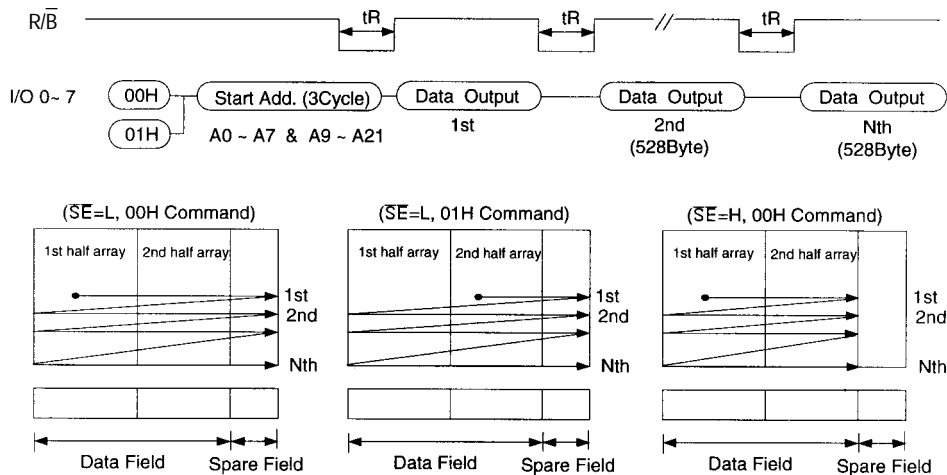 R/B̅ tR tR tR
I/O 0~ 7 00H Start Add. (3Cycle) Data Output Data Output Data Output
01H A0 ~ A7 & A9 ~ A21 1st 2nd Nth
(528Byte) (528Byte)
(S̅E̅=L, 00H Command) (S̅E̅=L, 01H Command) (S̅E̅=H, 00H Command)
1st half array 2nd half array 1st half array 2nd half array 1st half array 2nd half array
1st 1st 1st
2nd 2nd 2nd
Nth Nth Nth
Data Field Spare Field Data Field Spare Field Data Field Spare Field